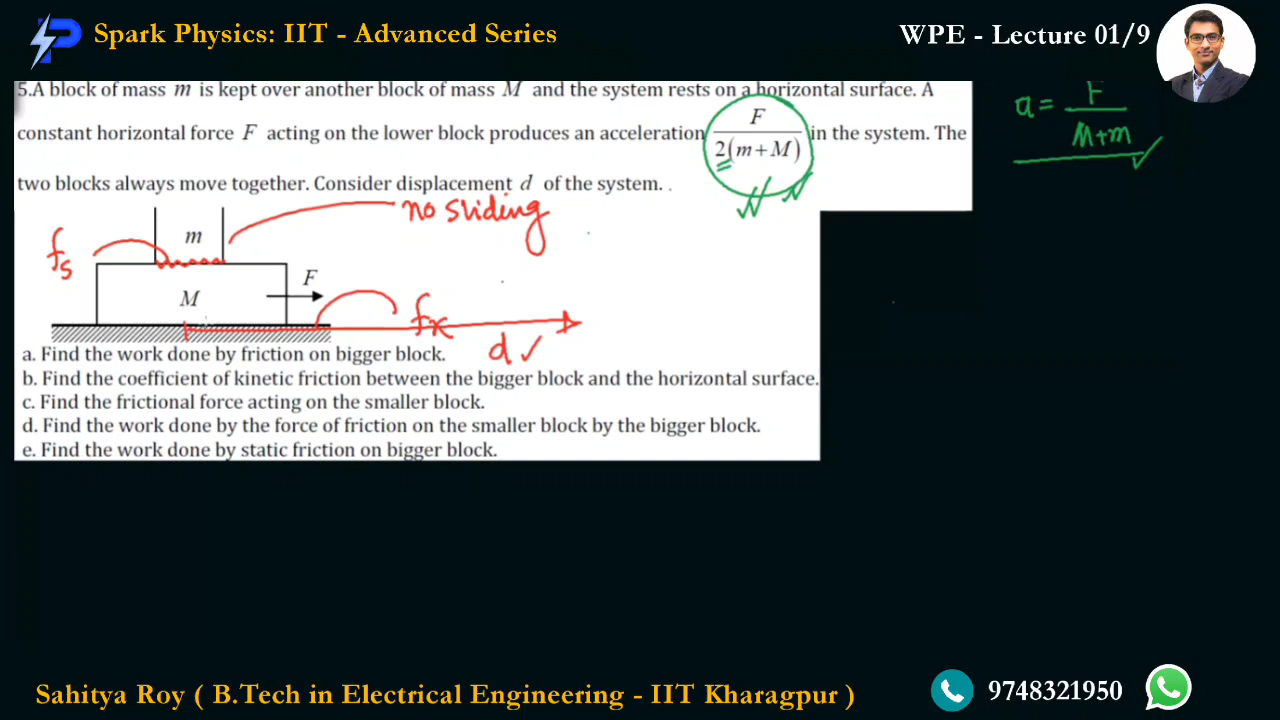 Spark Physics: IIT - Advanced Series
WPE - Lecture 01/9
5.A block of mass m is kept over another block of mass M and the system rests on a horizontal surface. A
constant horizontal force F acting on the lower block produces an acceleration F / 2(m+M) in the system. The
two blocks always move together. Consider displacement d of the system. .
a = F / M+m
no sliding
fs
m
F
M
fk
d ✓
a. Find the work done by friction on bigger block.
b. Find the coefficient of kinetic friction between the bigger block and the horizontal surface.
c. Find the frictional force acting on the smaller block.
d. Find the work done by the force of friction on the smaller block by the bigger block.
e. Find the work done by static friction on bigger block.
Sahitya Roy ( B.Tech in Electrical Engineering - IIT Kharagpur )
9748321950